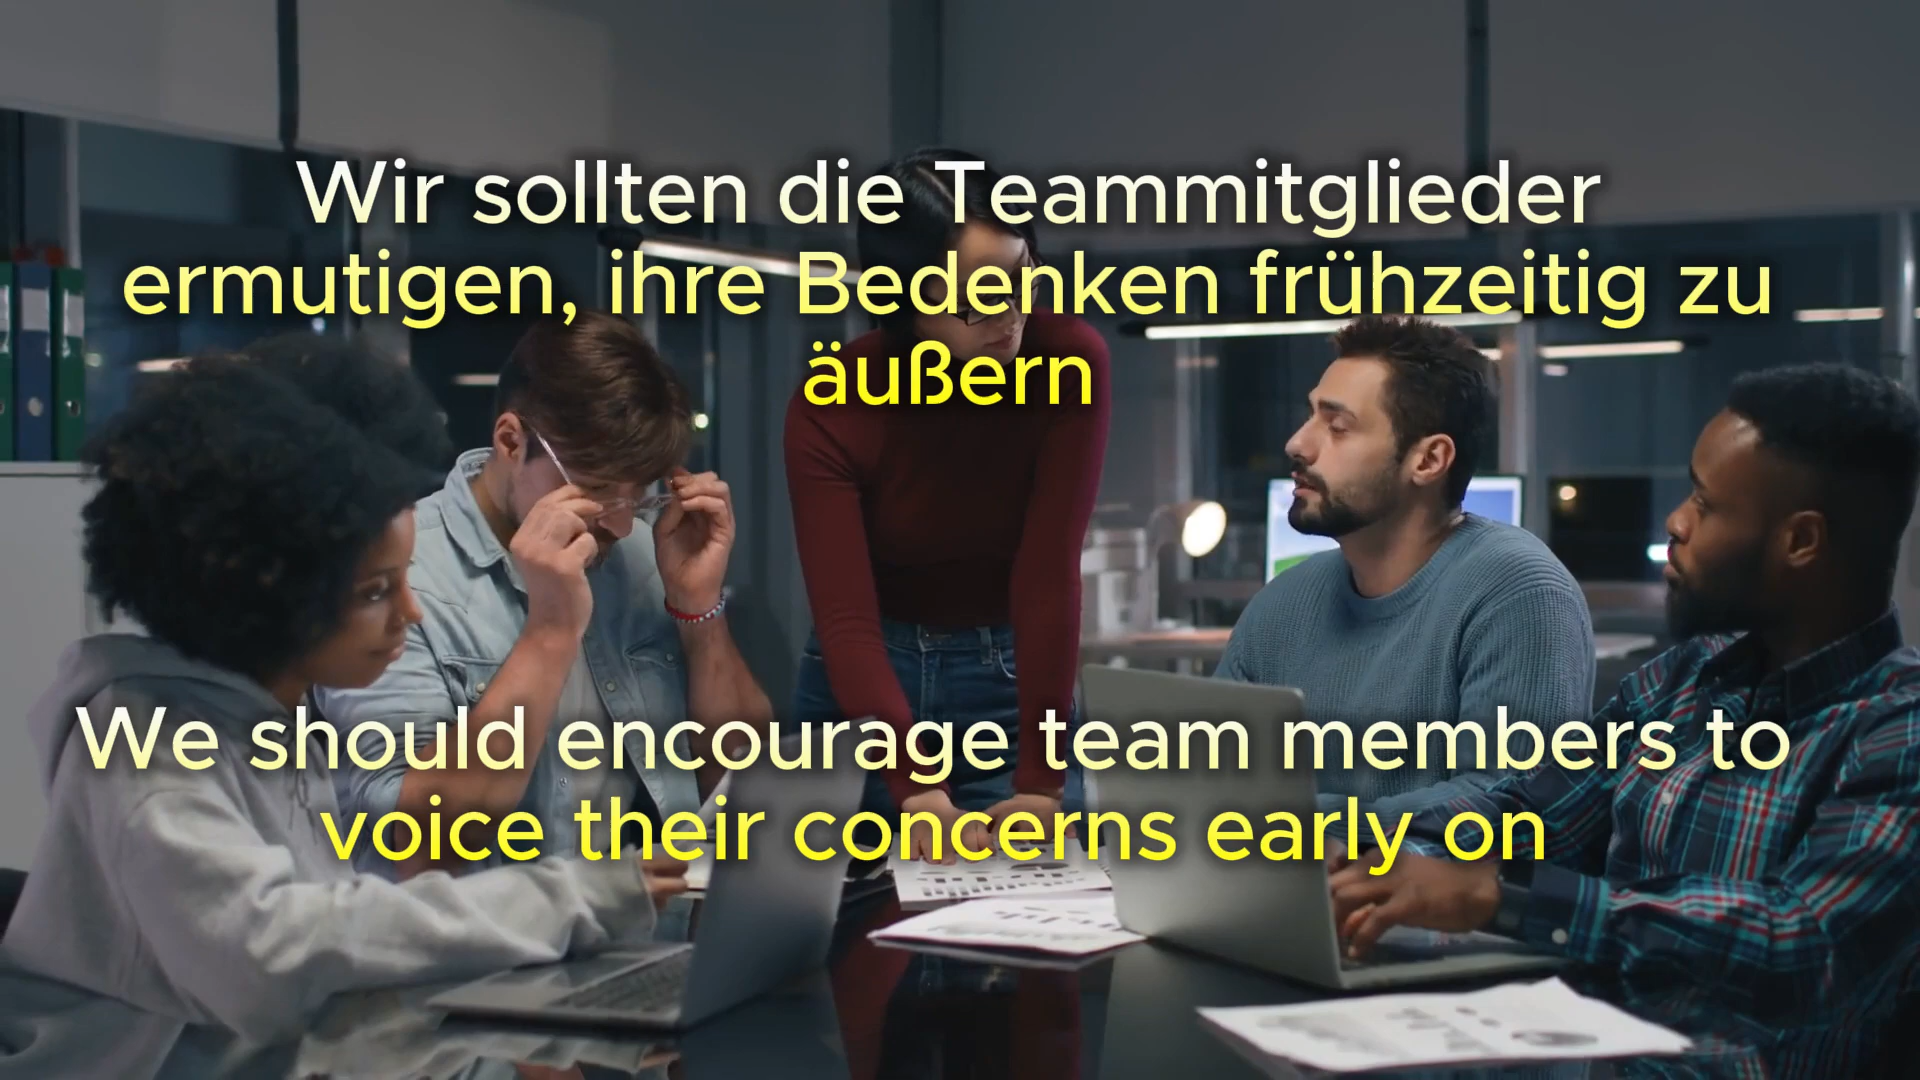 Wir sollten die Teammitglieder
ermutigen, ihre Bedenken frühzeitig zu
äußern
We should encourage team members to
voice their concerns early on